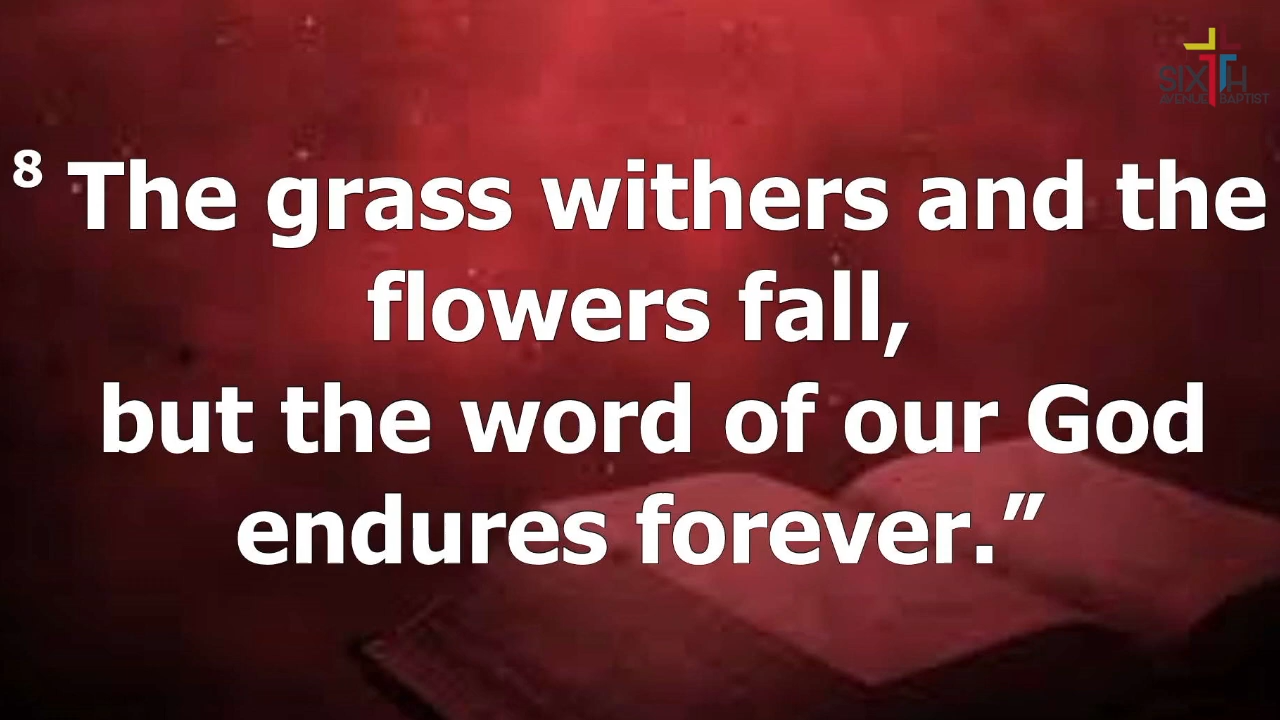 SIXTH
AVENUE BAPTIST
8 The grass withers and the
flowers fall,
but the word of our God
endures forever.”